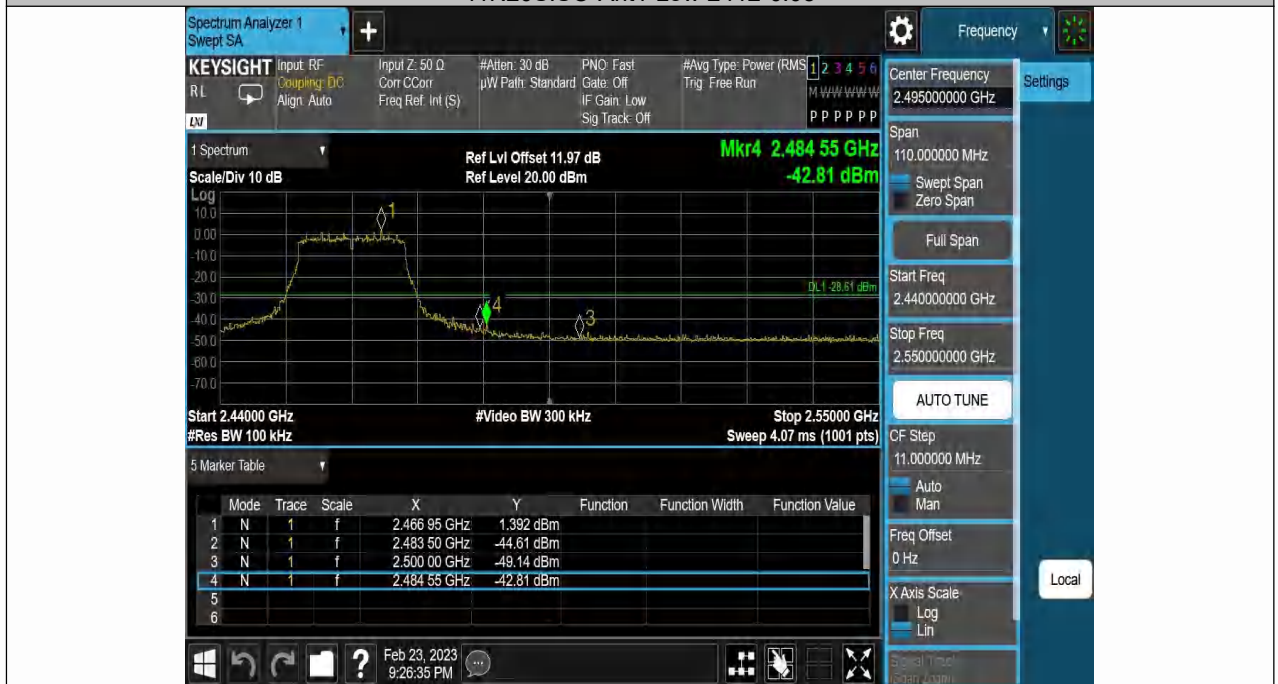 Spectrum Analyzer 1
Swept SA
+
Frequency
KEYSIGHT
RL
LXI
Input: RF
Coupling: DC
Align: Auto
Input Z: 50 Ω
Corr CCorr
Freq Ref: Int (S)
#Atten: 30 dB
µW Path: Standard
PNO: Fast
Gate: Off
IF Gain: Low
Sig Track: Off
#Avg Type: Power (RMS
Trig: Free Run
1 2 3 4 5 6
M W W W W W
P P P P P P
1 Spectrum
Scale/Div 10 dB
Ref Lvl Offset 11.97 dB
Ref Level 20.00 dBm
Mkr4 2.484 55 GHz
-42.81 dBm
Log
10.0
0.00
-10.0
-20.0
-30.0
-40.0
-50.0
-60.0
-70.0
1
4
3
DL1 -28.61 dBm
Start 2.44000 GHz
#Res BW 100 kHz
#Video BW 300 kHz
Stop 2.55000 GHz
Sweep 4.07 ms (1001 pts)
5 Marker Table
Mode Trace Scale X Y Function Function Width Function Value
1 N 1 f 2.466 95 GHz 1.392 dBm
2 N 1 f 2.483 50 GHz -44.61 dBm
3 N 1 f 2.500 00 GHz -49.14 dBm
4 N 1 f 2.484 55 GHz -42.81 dBm
5
6
Feb 23, 2023
9:26:35 PM
?
Center Frequency
2.495000000 GHz
Span
110.000000 MHz
Swept Span
Zero Span
Full Span
Start Freq
2.440000000 GHz
Stop Freq
2.550000000 GHz
AUTO TUNE
CF Step
11.000000 MHz
Auto
Man
Freq Offset
0 Hz
X Axis Scale
Log
Lin
Signal Track
(Span Zoom)
Settings
Local